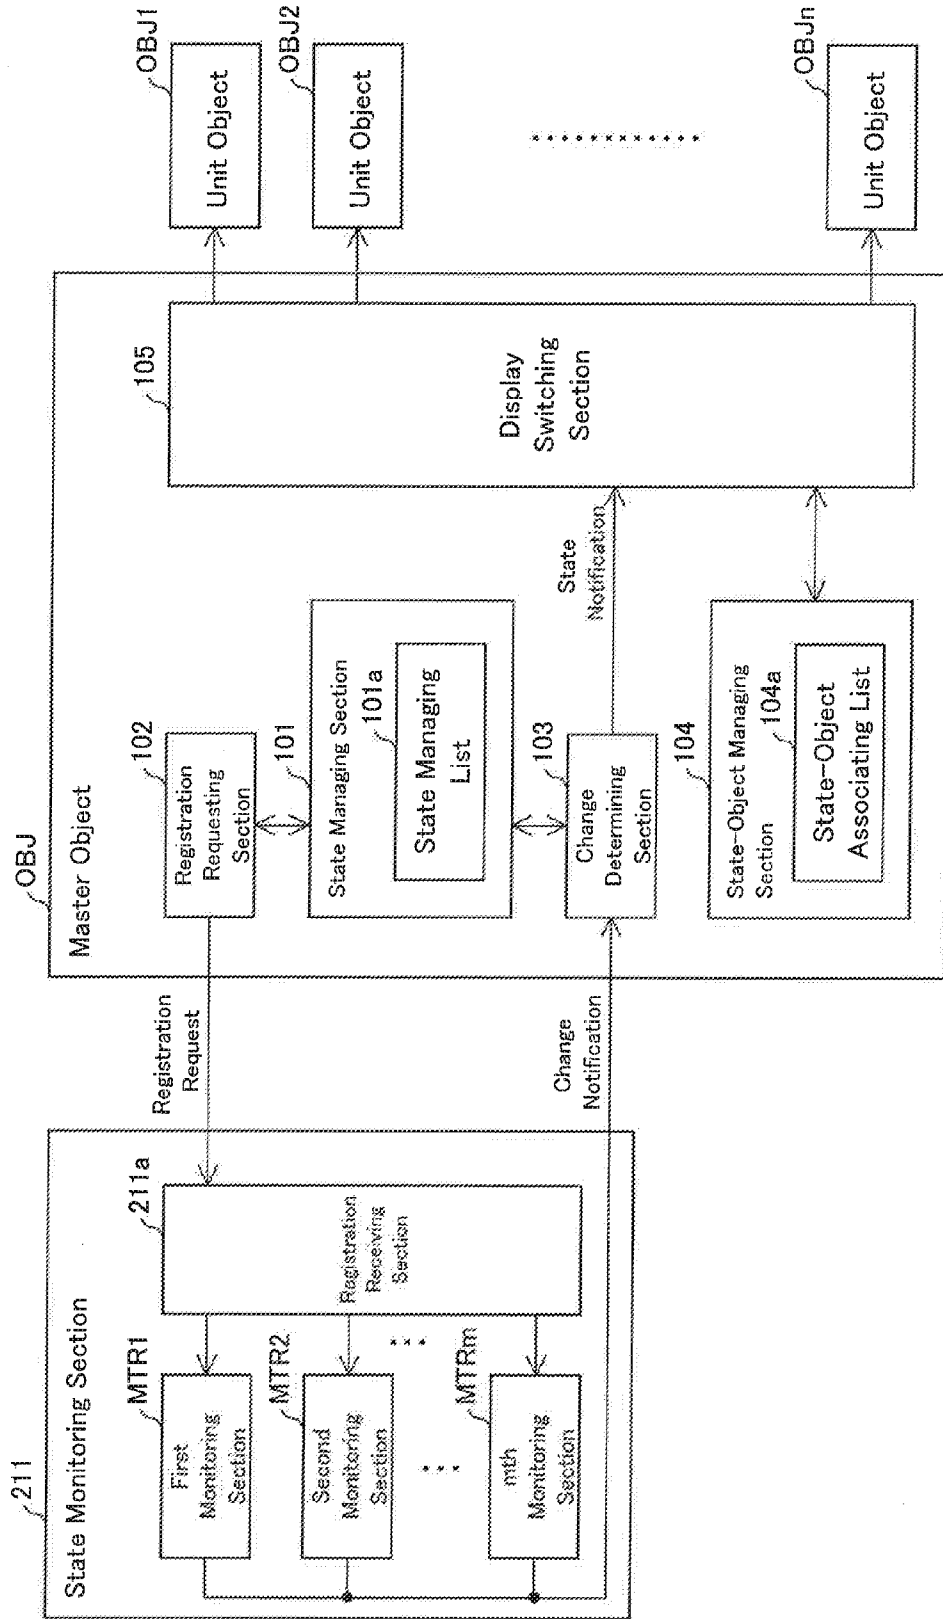 211
State Monitoring Section
MTR1
First
Monitoring
Section
MTR2
Second
Monitoring
Section
MTRm
mth
Monitoring
Section
211a
Registration
Receiving
Section
Registration
Request
Change
Notification
OBJ
Master Object
102
Registration
Requesting
Section
101
State Managing Section
101a
State Managing
List
103
Change
Determining
Section
104
State-Object Managing
Section
104a
State-Object
Associating List
State
Notification
105
Display
Switching
Section
OBJ1
Unit Object
OBJ2
Unit Object
OBJn
Unit Object